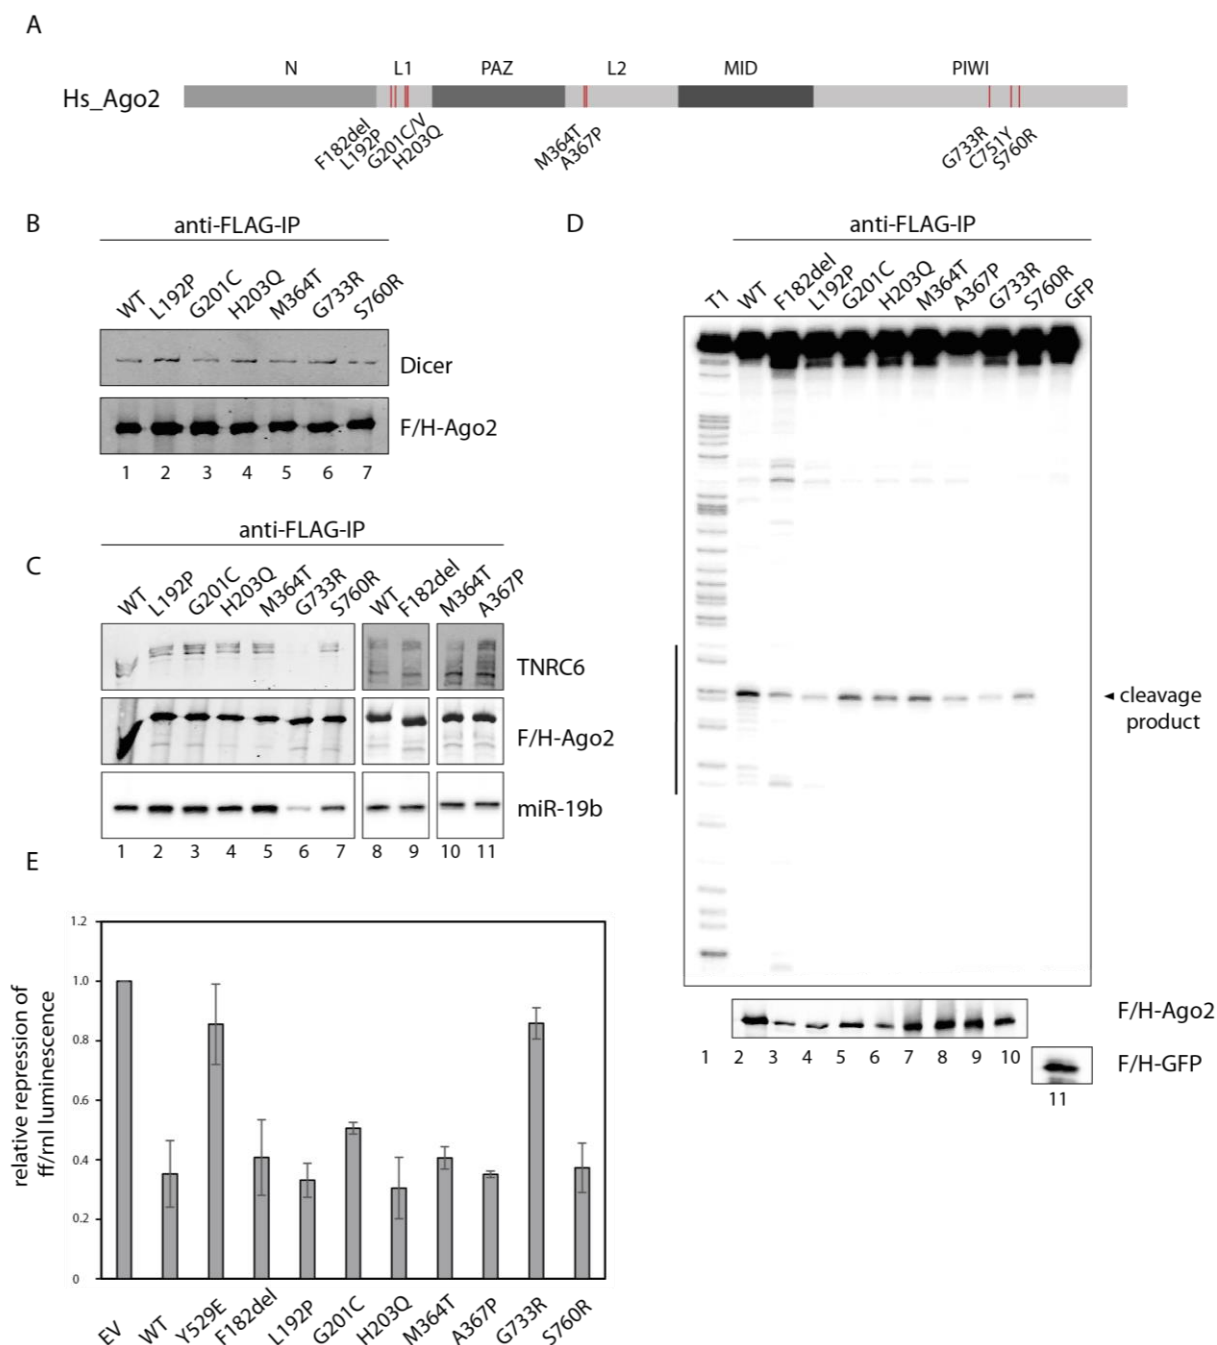 A
N L1 PAZ L2 MID PIWI
Hs_Ago2
F182del L192P G201C/V H203Q M364T A367P G733R C751Y S760R
B
anti-FLAG-IP
WT L192P G201C H203Q M364T G733R S760R
Dicer
F/H-Ago2
1 2 3 4 5 6 7
C
anti-FLAG-IP
WT L192P G201C H203Q M364T G733R S760R WT F182del M364T A367P
TNRC6
F/H-Ago2
miR-19b
1 2 3 4 5 6 7 8 9 10 11
D
anti-FLAG-IP
T1 WT F182del L192P G201C H203Q M364T A367P G733R S760R GFP
cleavage
product
F/H-Ago2
1 2 3 4 5 6 7 8 9 10
F/H-GFP
11
E
relative repression of
ff/rnl luminescence
1.2
1.0
0.8
0.6
0.4
0.2
0
EV WT Y529E F182del L192P G201C H203Q M364T A367P G733R S760R